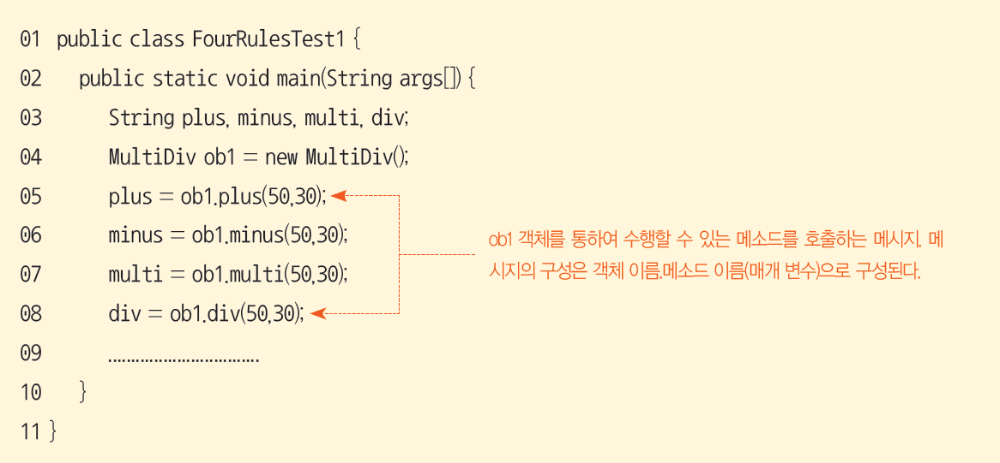 01 public class FourRulesTest1 {
02 public static void main(String args[]) {
03 String plus, minus, multi, div;
04 MultiDiv ob1 = new MultiDiv();
05 plus = ob1.plus(50,30);
06 minus = ob1.minus(50,30);
ob1 객체를 통하여 수행할 수 있는 메소드를 호출하는 메시지. 메
07 multi = ob1.multi(50,30);
시지의 구성은 객체 이름.메소드 이름(매개 변수)으로 구성된다.
08 div = ob1.div(50,30);
09 .................................
10 }
11 }